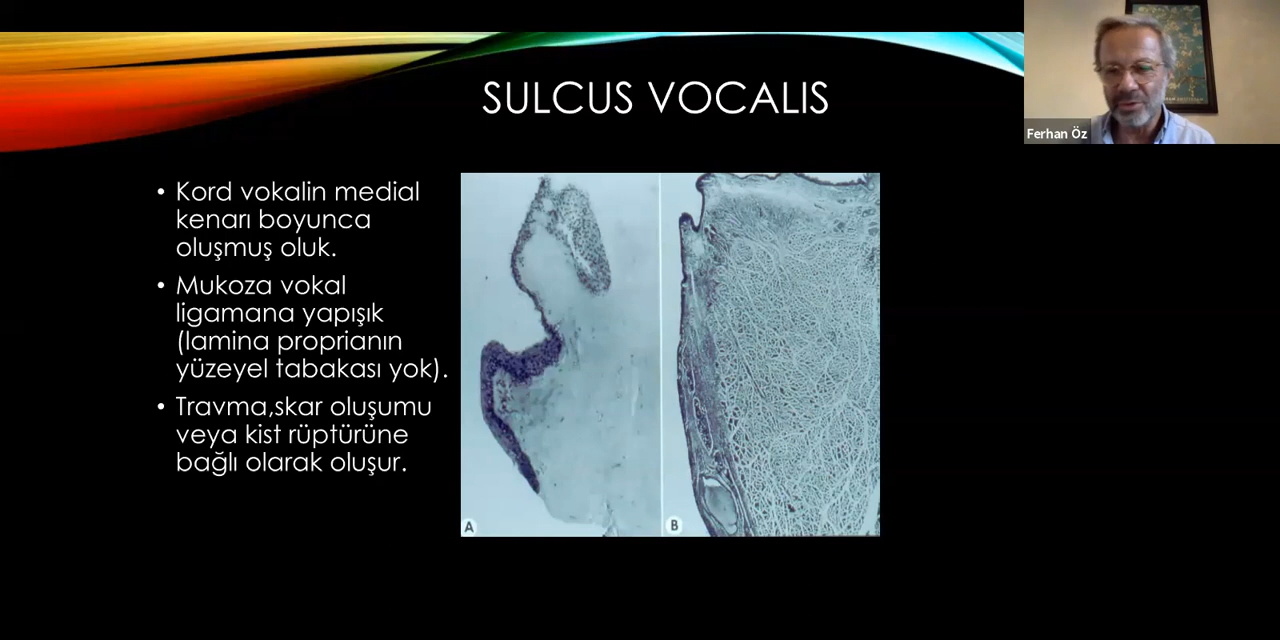 SULCUS VOCALIS
Ferhan Öz
• Kord vokalin medial
kenarı boyunca
oluşmuş oluk.
• Mukoza vokal
ligamana yapışık
(lamina proprianın
yüzeyel tabakası yok).
• Travma,skar oluşumu
veya kist rüptürüne
bağlı olarak oluşur.
A
B